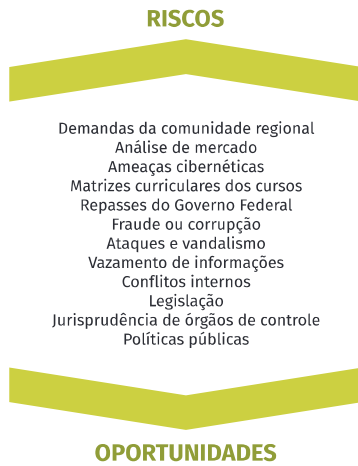 RISCOS
Demandas da comunidade regional
Análise de mercado
Ameaças cibernéticas
Matrizes curriculares dos cursos
Repasses do Governo Federal
Fraude ou corrupção
Ataques e vandalismo
Vazamento de informações
Conflitos internos
Legislação
Jurisprudência de órgãos de controle
Políticas públicas
OPORTUNIDADES